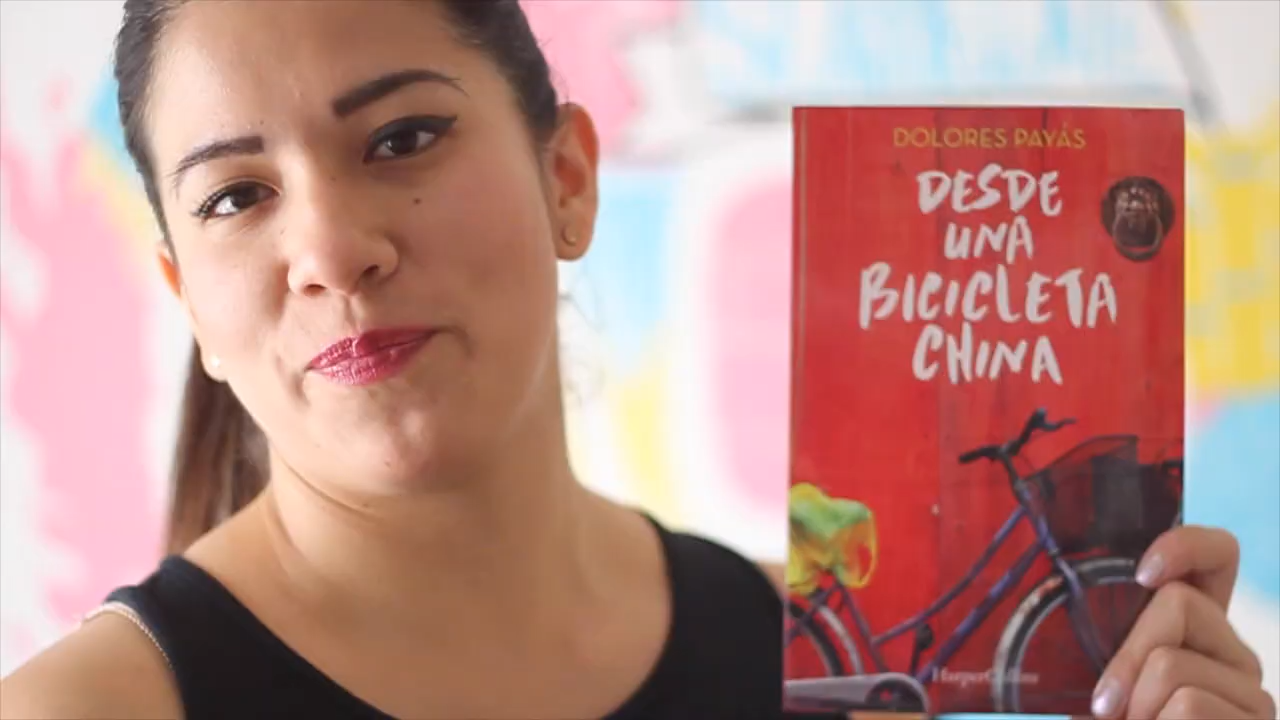 DOLORES PAYÁS
DESDE
UNA
BICICLETA
CHINA
HarperCollins